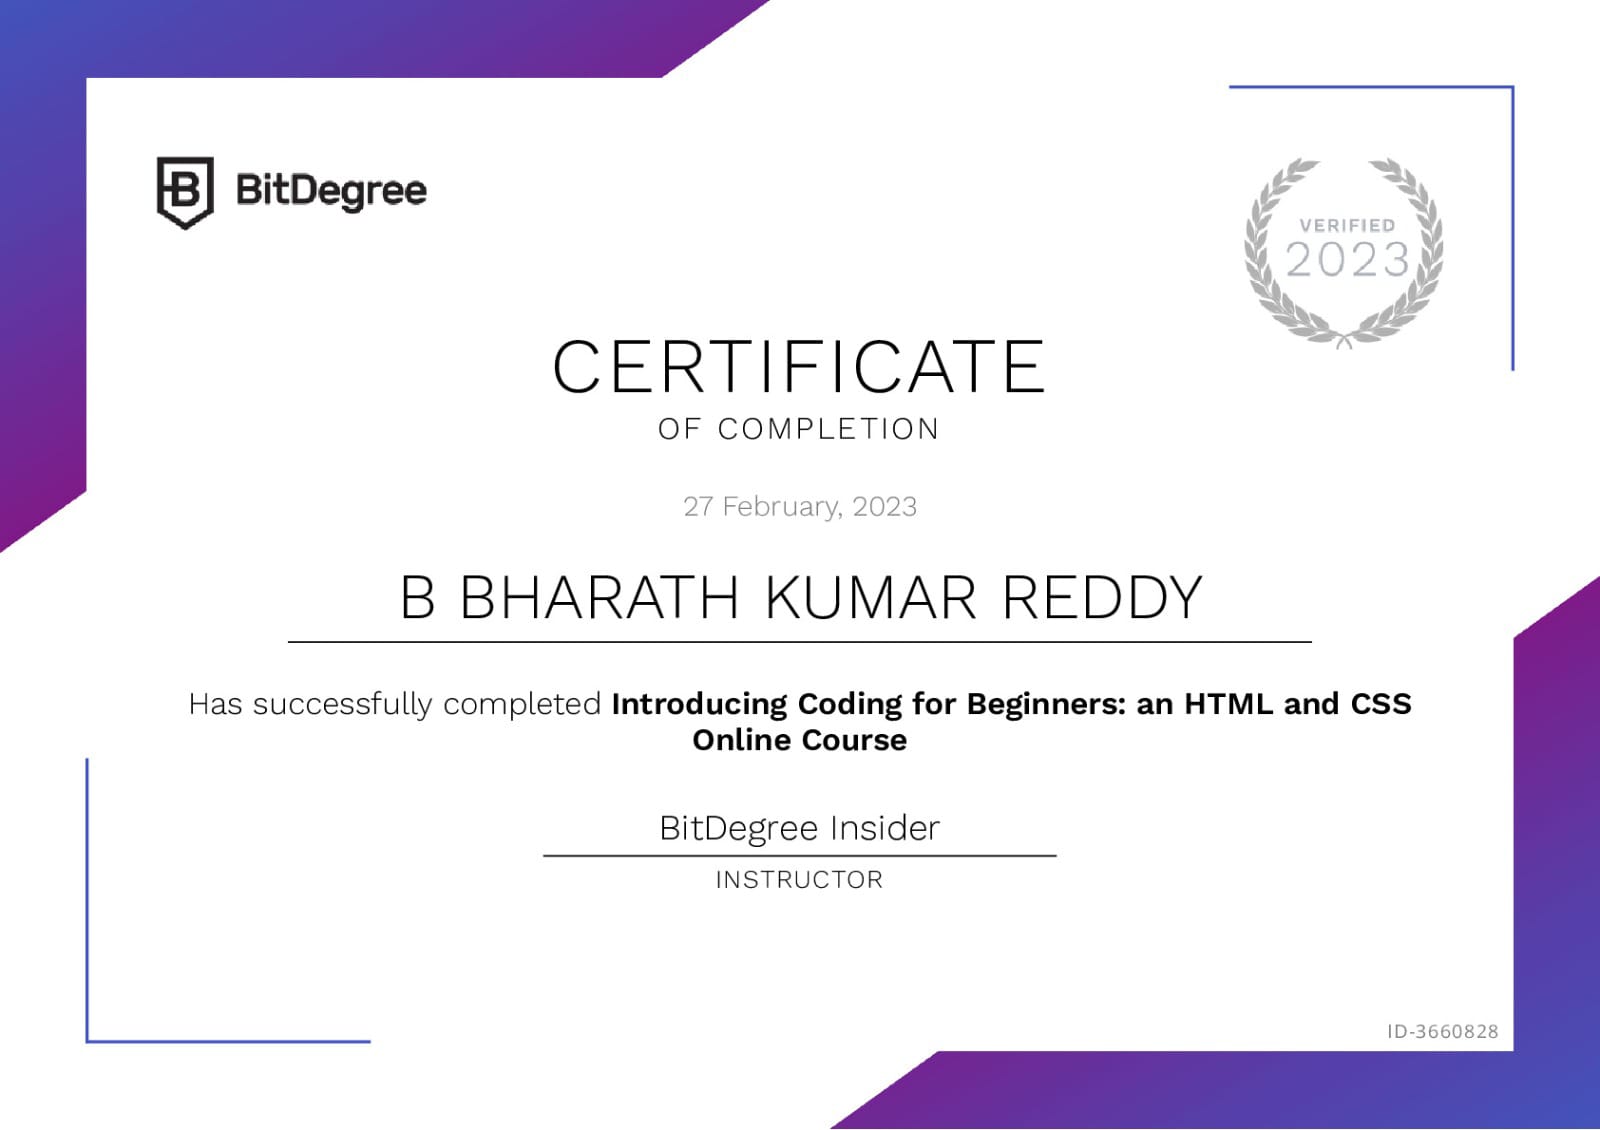 BitDegree
VERIFIED
2023
CERTIFICATE
OF COMPLETION
27 February, 2023
B BHARATH KUMAR REDDY
Has successfully completed Introducing Coding for Beginners: an HTML and CSS
Online Course
BitDegree Insider
INSTRUCTOR
ID-3660828